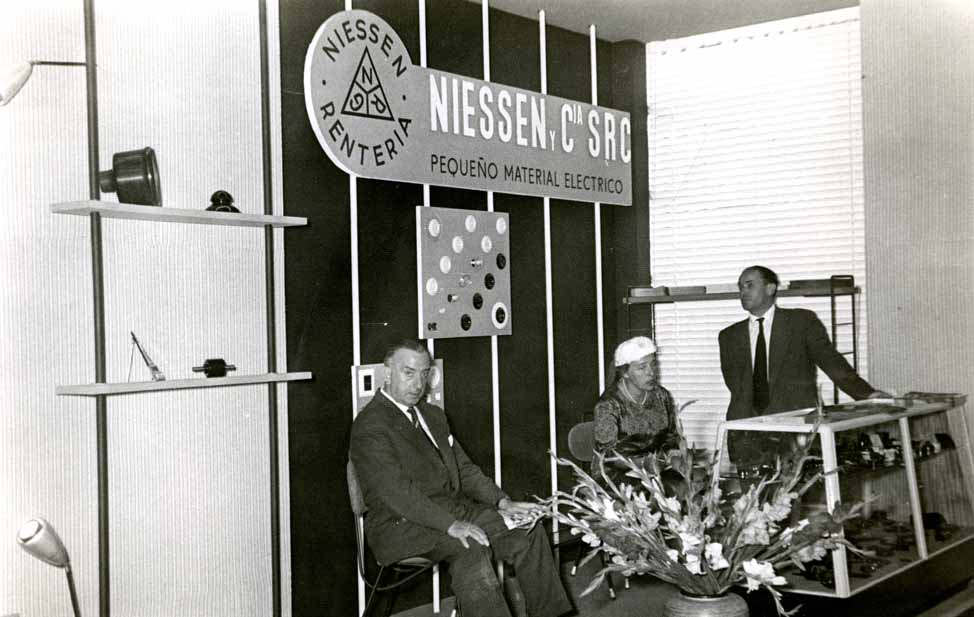 NIESSEN
RENTERIA
N
G
R
NIESSEN Y CIA SRC
PEQUEÑO MATERIAL ELECTRICO